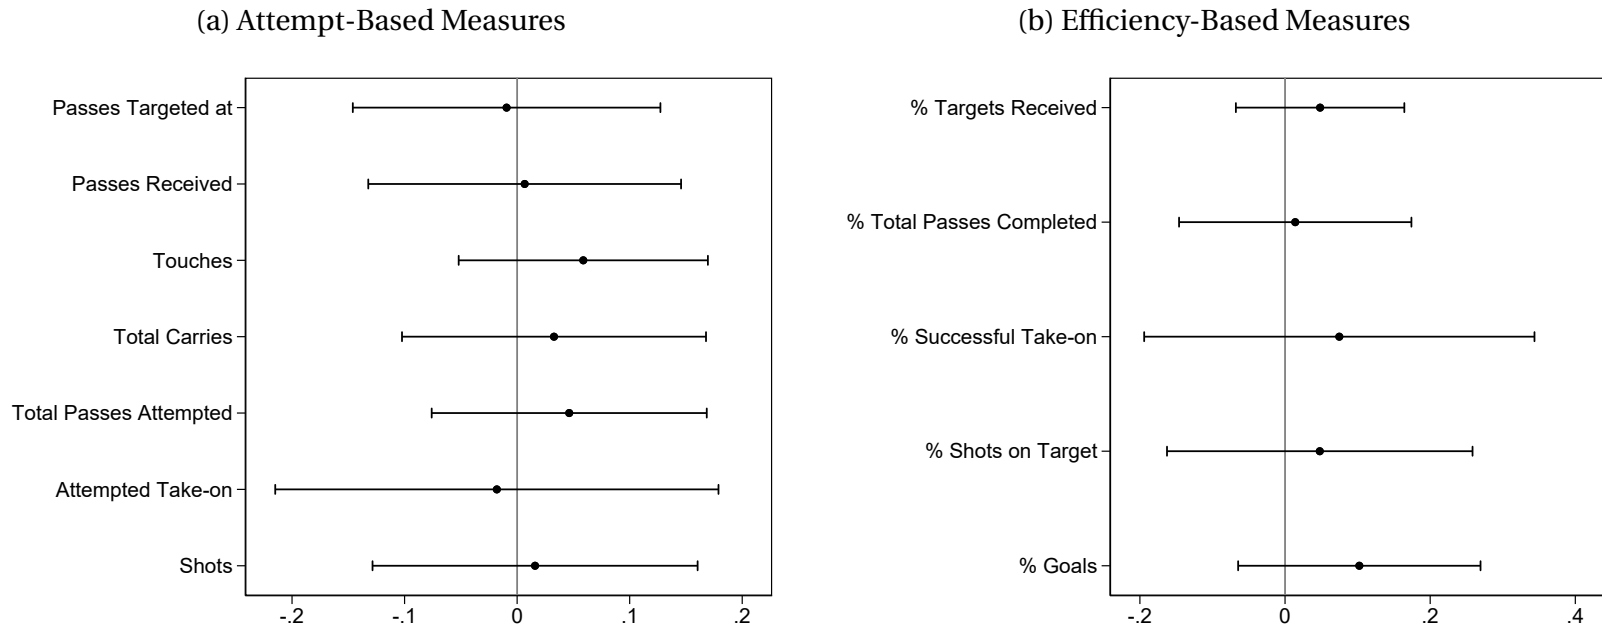 (a) Attempt-Based Measures
Passes Targeted at
Passes Received
Touches
Total Carries
Total Passes Attempted
Attempted Take-on
Shots
-.2 -.1 0 .1 .2
(b) Efficiency-Based Measures
% Targets Received
% Total Passes Completed
% Successful Take-on
% Shots on Target
% Goals
-.2 0 .2 .4